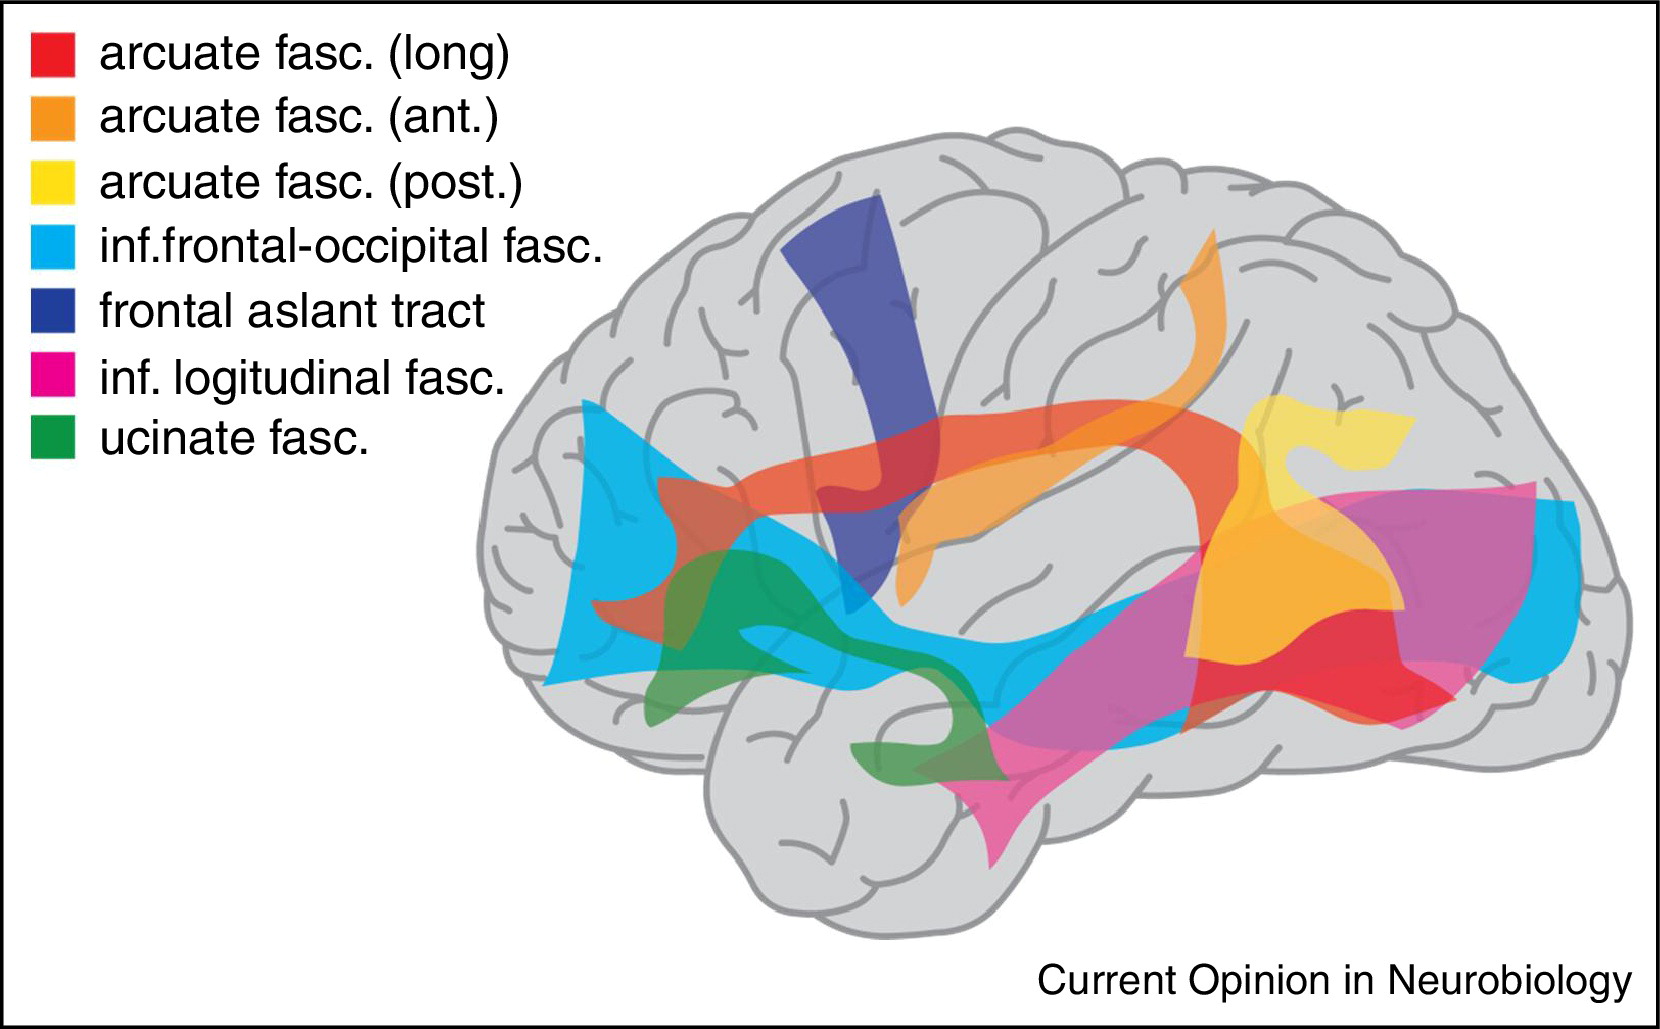 arcuate fasc. (long)
arcuate fasc. (ant.)
arcuate fasc. (post.)
inf.frontal-occipital fasc.
frontal aslant tract
inf. logitudinal fasc.
ucinate fasc.
Current Opinion in Neurobiology